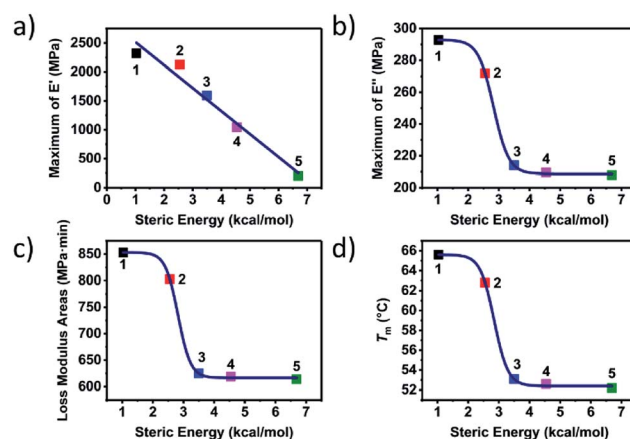 a)
Maximum of E' (MPa)
2500
2000
1500
1000
500
0
1
2
3
4
5
0 1 2 3 4 5 6 7
Steric Energy (kcal/mol)
b)
Maximum of E'' (MPa)
300
280
260
240
220
200
1
2
3
4
5
1 2 3 4 5 6 7
Steric Energy (kcal/mol)
c)
Loss Modulus Areas (MPa·min)
850
800
750
700
650
600
1
2
3
4
5
1 2 3 4 5 6 7
Steric Energy (kcal/mol)
d)
Tm (°C)
66
64
62
60
58
56
54
52
1
2
3
4
5
1 2 3 4 5 6 7
Steric Energy (kcal/mol)